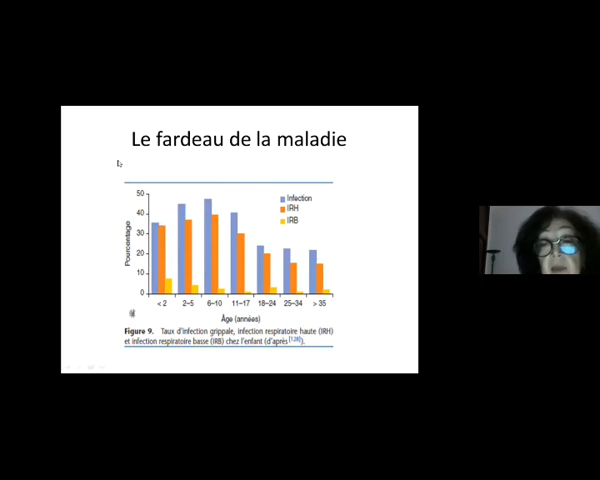 Le fardeau de la maladie
50
40
30
20
10
0
Pourcentage
Infection
IRH
IRB
< 2
2–5
6–10
11–17
18–24
25–34
> 35
Âge (années)
Figure 9. Taux d'infection grippale, infection respiratoire haute (IRH)
et infection respiratoire basse (IRB) chez l'enfant (d'après [128]).